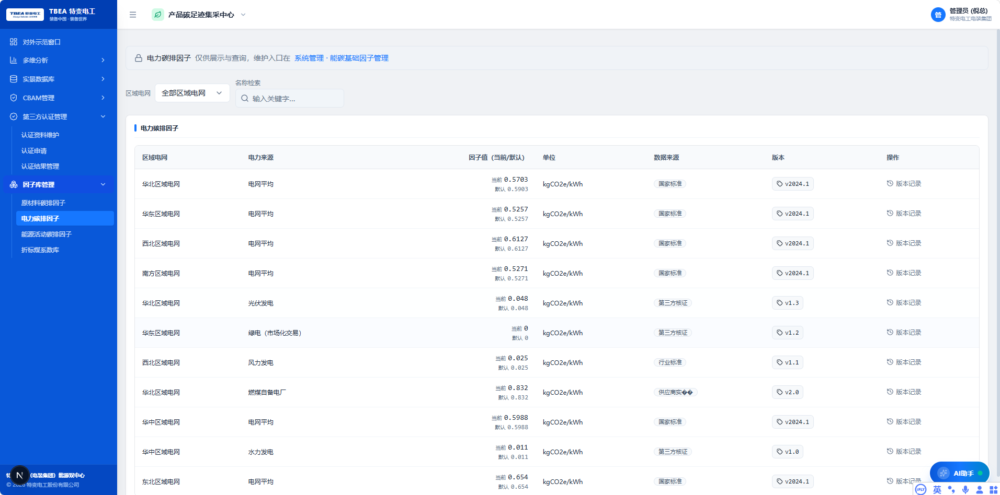 TBEA 特变电工
TBEA 特变电工
装备中国 · 装备世界
对外示范窗口
多维分析
实景数据库
CBAM管理
第三方认证管理
认证资料维护
认证申请
认证结果管理
因子库管理
原材料碳排因子
电力碳排因子
能源活动碳排因子
折标煤系数库
N
(电装集团) 能源双中心
特变电工股份有限公司
产品碳足迹集采中心
管
管理员 (倪总)
特变电工电装集团
电力碳排因子 仅供展示与查询，维护入口在 系统管理 · 能碳基础因子管理
区域电网
全部区域电网
名称检索
输入关键字...
电力碳排因子
区域电网 电力来源 因子值（当前/默认） 单位 数据来源 版本 操作
华北区域电网 电网平均 当前 0.5703 kgCO2e/kWh 国家标准 v2024.1 版本记录
默认 0.5903
华东区域电网 电网平均 当前 0.5257 kgCO2e/kWh 国家标准 v2024.1 版本记录
默认 0.5257
西北区域电网 电网平均 当前 0.6127 kgCO2e/kWh 国家标准 v2024.1 版本记录
默认 0.6127
南方区域电网 电网平均 当前 0.5271 kgCO2e/kWh 国家标准 v2024.1 版本记录
默认 0.5271
华北区域电网 光伏发电 当前 0.048 kgCO2e/kWh 第三方核证 v1.3 版本记录
默认 0.048
华东区域电网 绿电（市场化交易） 当前 0 kgCO2e/kWh 第三方核证 v1.2 版本记录
默认 0
西北区域电网 风力发电 当前 0.025 kgCO2e/kWh 行业标准 v1.1 版本记录
默认 0.025
华北区域电网 燃煤自备电厂 当前 0.832 kgCO2e/kWh 供应商实�� v2.0 版本记录
默认 0.832
华中区域电网 电网平均 当前 0.5988 kgCO2e/kWh 国家标准 v2024.1 版本记录
默认 0.5988
华中区域电网 水力发电 当前 0.011 kgCO2e/kWh 第三方核证 v1.0 版本记录
默认 0.011
东北区域电网 电网平均 当前 0.654 kgCO2e/kWh 国家标准 v2024.1 版本记录
默认 0.654
AI助手
iFLY 英